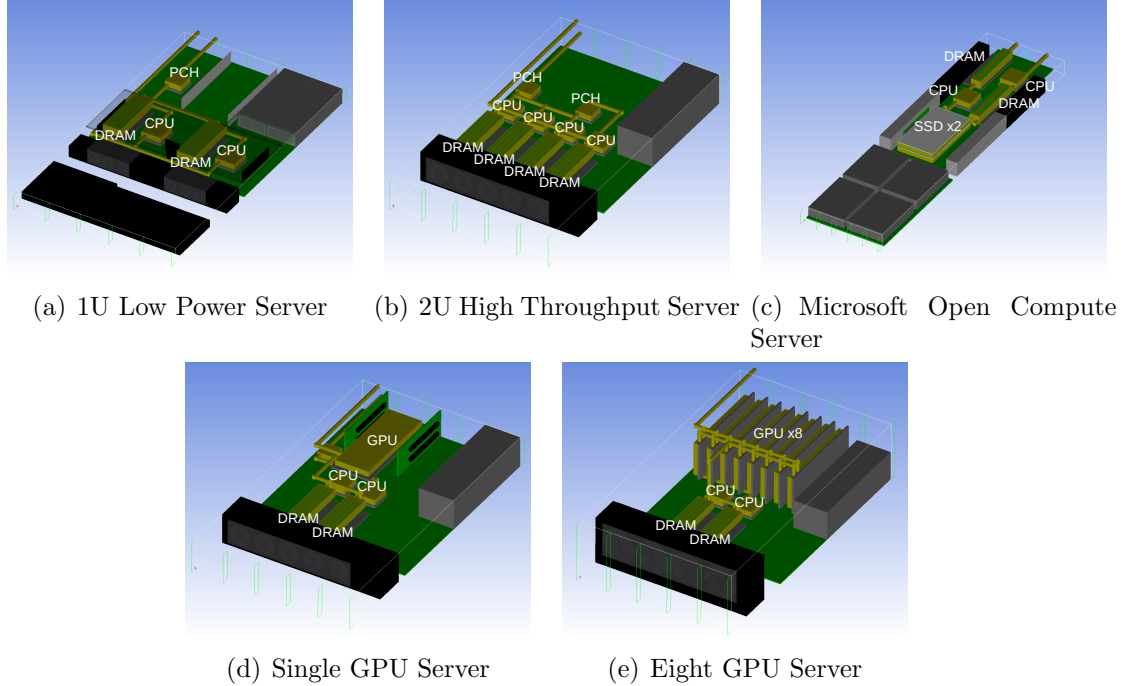 PCH
CPU
DRAM
CPU
DRAM
PCH
PCH
CPU
CPU
CPU
CPU
DRAM
DRAM
DRAM
DRAM
DRAM
CPU
CPU
DRAM
SSD x2
(a) 1U Low Power Server
(b) 2U High Throughput Server
(c) Microsoft Open Compute
Server
GPU
CPU
CPU
DRAM
DRAM
GPU x8
CPU
CPU
DRAM
DRAM
(d) Single GPU Server
(e) Eight GPU Server